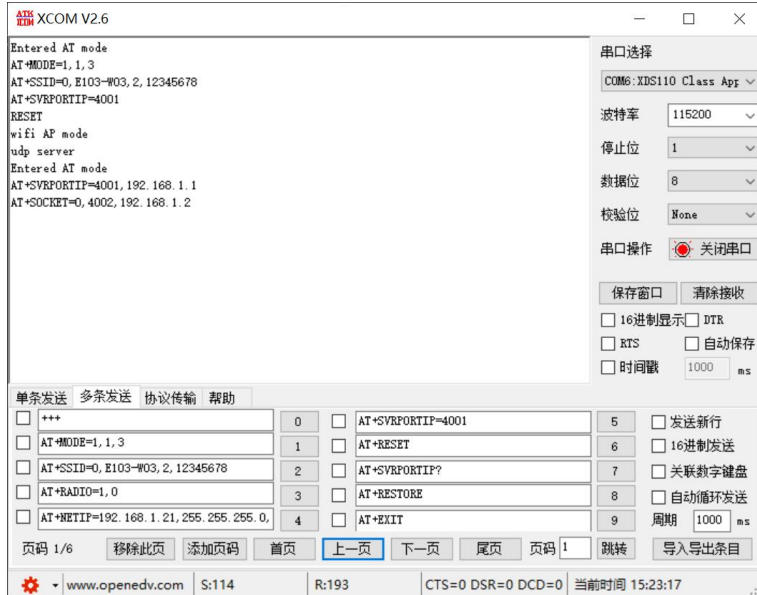 XCOM V2.6
Entered AT mode
AT+MODE=1,1,3
AT+SSID=0,E103-W03,2,12345678
AT+SVRPORTIP=4001
RESET
wifi AP mode
udp server
Entered AT mode
AT+SVRPORTIP=4001,192.168.1.1
AT+SOCKET=0,4002,192.168.1.2
串口选择
COM6:XDS110 Class App
波特率 115200
停止位 1
数据位 8
校验位 None
串口操作 关闭串口
保存窗口 清除接收
16进制显示 DTR
RTS 自动保存
时间戳 1000 ms
单条发送 多条发送 协议传输 帮助
+++ 0 AT+SVRPORTIP=4001 5 发送新行
AT+MODE=1,1,3 1 AT+RESET 6 16进制发送
AT+SSID=0,E103-W03,2,12345678 2 AT+SVRPORTIP? 7 关联数字键盘
AT+RADIO=1,0 3 AT+RESTORE 8 自动循环发送
AT+NETIP=192.168.1.21,255.255.255.0, 4 AT+EXIT 9 周期 1000 ms
页码 1/6 移除此页 添加页码 首页 上一页 下一页 尾页 页码 1 跳转 导入导出条目
www.openedv.com S:114 R:193 CTS=0 DSR=0 DCD=0 当前时间 15:23:17